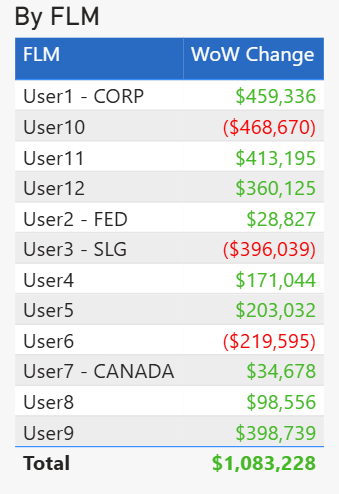 By FLM
FLM WoW Change
User1 - CORP $459,336
User10 ($468,670)
User11 $413,195
User12 $360,125
User2 - FED $28,827
User3 - SLG ($396,039)
User4 $171,044
User5 $203,032
User6 ($219,595)
User7 - CANADA $34,678
User8 $98,556
User9 $398,739
Total $1,083,228